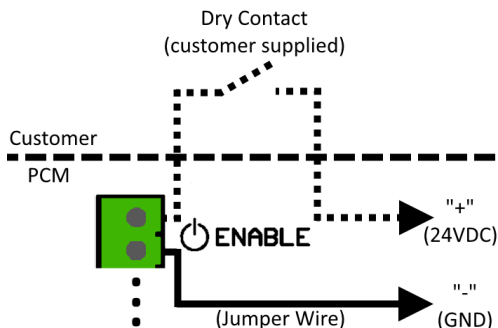 Dry Contact
(customer supplied)
Customer
PCM
ENABLE
"+"
(24VDC)
"-"
(GND)
(Jumper Wire)